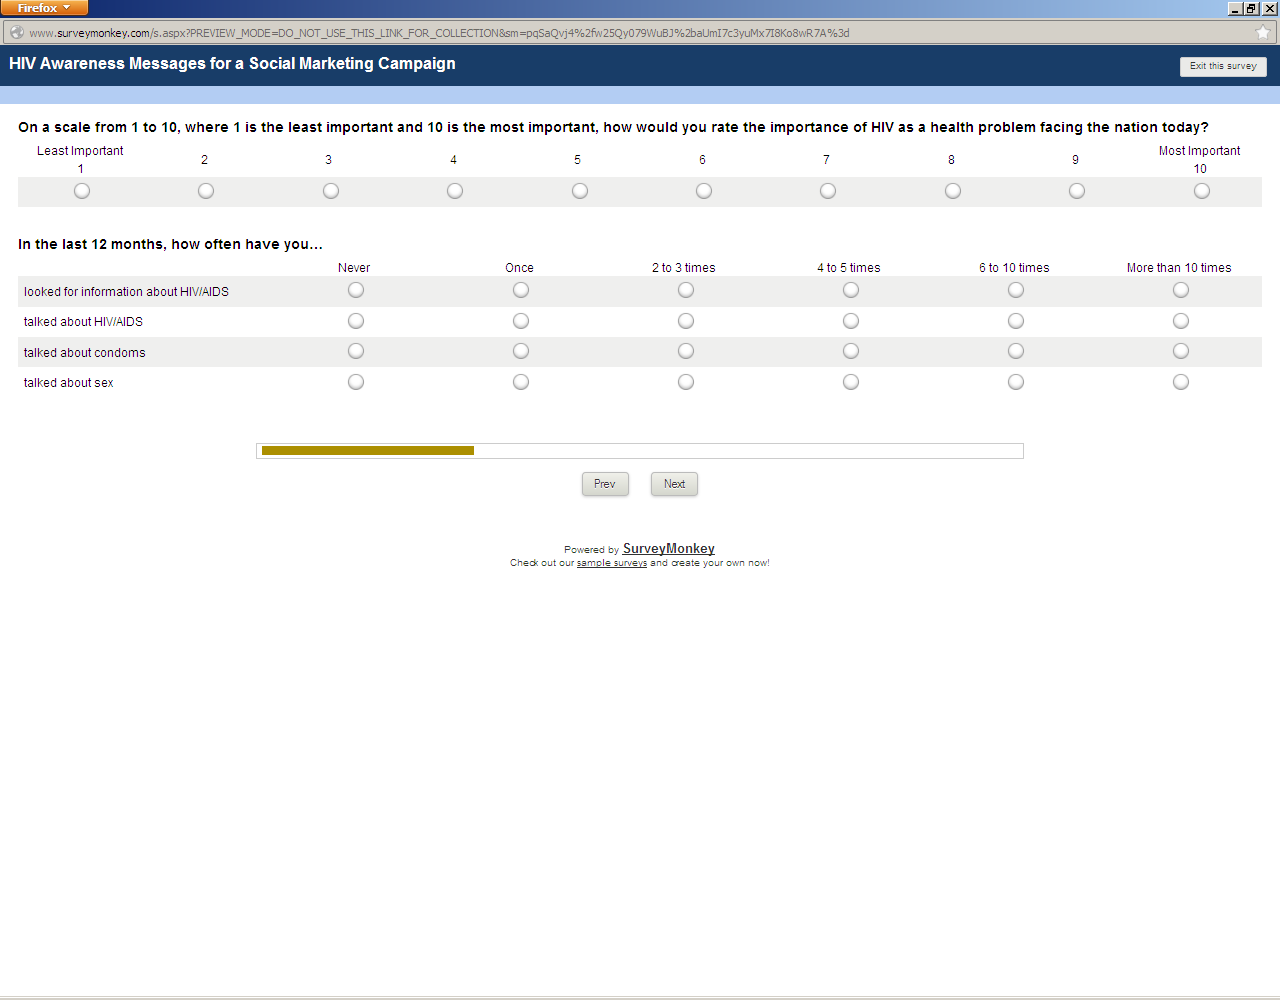 Firefox
www.surveymonkey.com/s.aspx?PREVIEW_MODE=DO_NOT_USE_THIS_LINK_FOR_COLLECTION&sm=pqSaQvj4%2fw25Qy079WuBJ%2baUmI7c3yuMx7I8Ko8wR7A%3d
HIV Awareness Messages for a Social Marketing Campaign
Exit this survey
On a scale from 1 to 10, where 1 is the least important and 10 is the most important, how would you rate the importance of HIV as a health problem facing the nation today?
Least Important 1 2 3 4 5 6 7 8 9 Most Important 10
In the last 12 months, how often have you...
Never Once 2 to 3 times 4 to 5 times 6 to 10 times More than 10 times
looked for information about HIV/AIDS
talked about HIV/AIDS
talked about condoms
talked about sex
Prev Next
Powered by SurveyMonkey
Check out our sample surveys and create your own now!